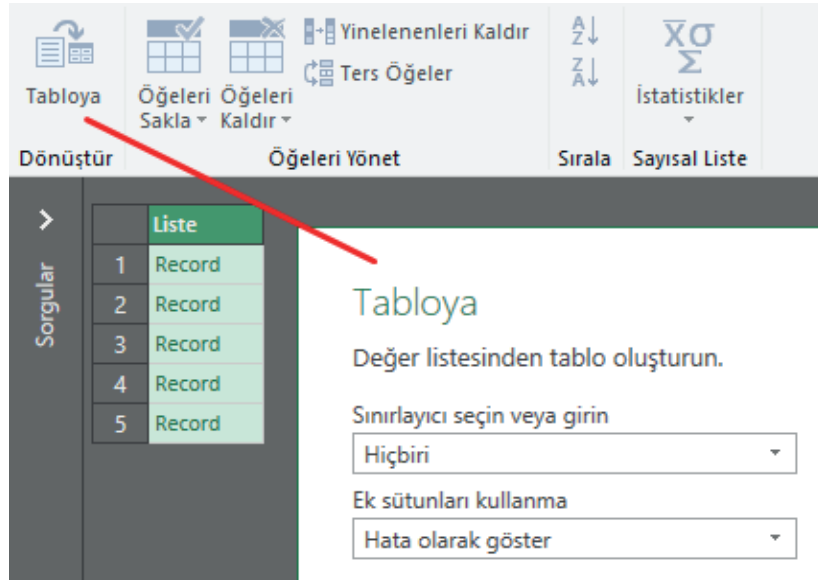 Yinelenenleri Kaldır
Ters Öğeler
Tabloya
Öğeleri Sakla
Öğeleri Kaldır
A Z
Z A
X̅σ
Σ
İstatistikler
Dönüştür
Öğeleri Yönet
Sırala
Sayısal Liste
Sorgular
Liste
1 Record
2 Record
3 Record
4 Record
5 Record
Tabloya
Değer listesinden tablo oluşturun.
Sınırlayıcı seçin veya girin
Hiçbiri
Ek sütunları kullanma
Hata olarak göster